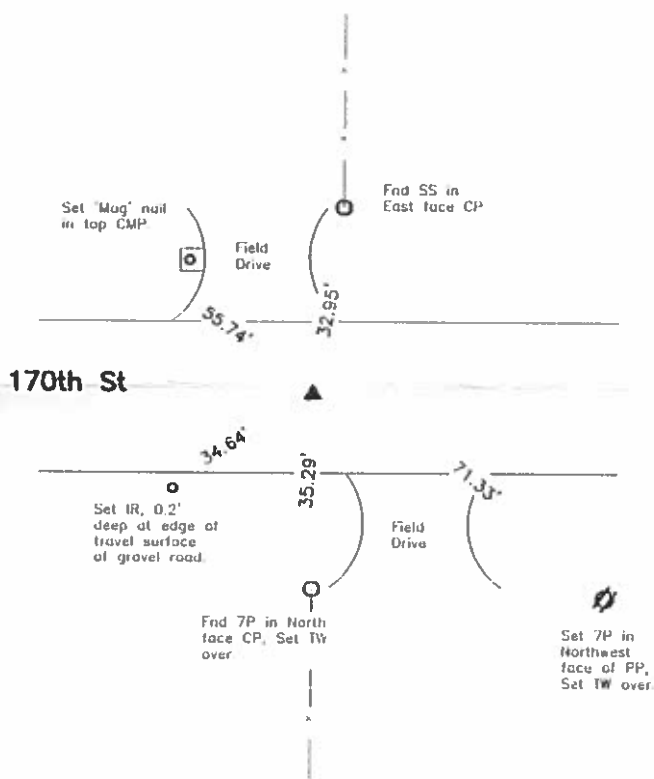 Fnd SS in
East face CP
Set "Mag" nail
in top CMP.
Field
Drive
55.74'
32.95'
170th St
34.64'
35.29'
71.33'
Set IR, 0.2'
deep at edge of
travel surface
of gravel road.
Field
Drive
Fnd 7P in North
face CP, Set TW
over
Set 7P in
Northwest
face of PP,
Set TW over.